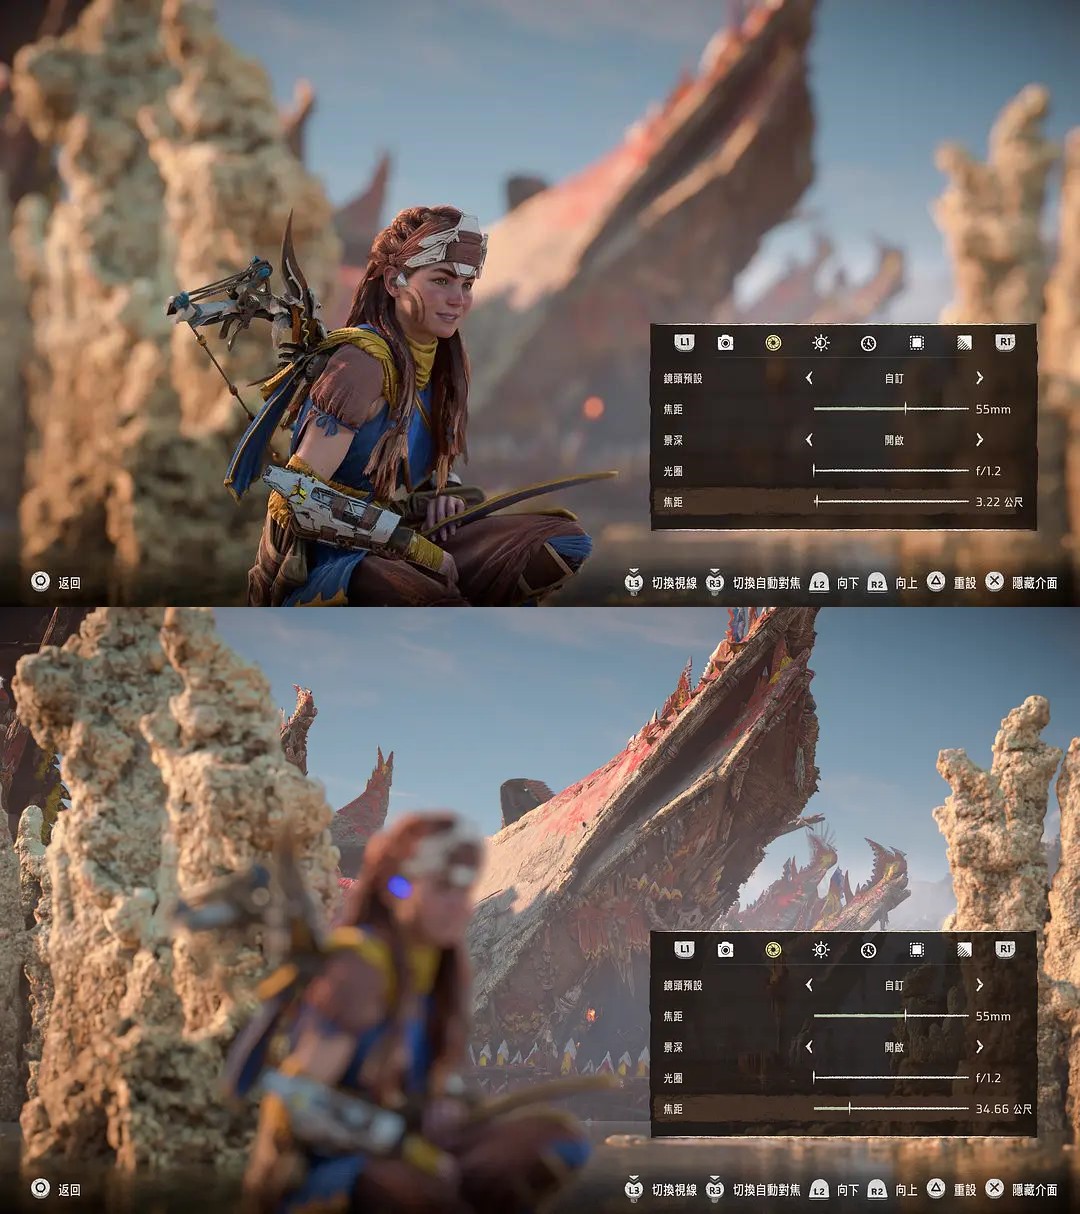 L1 R1
鏡頭預設 自訂
焦距 55mm
景深 開啟
光圈 f/1.2
焦距 3.22 公尺
返回 L3 切換視線 R3 切換自動對焦 L2 向下 R2 向上 重設 隱藏介面
L1 R1
鏡頭預設 自訂
焦距 55mm
景深 開啟
光圈 f/1.2
焦距 34.66 公尺
返回 L3 切換視線 R3 切換自動對焦 L2 向下 R2 向上 重設 隱藏介面